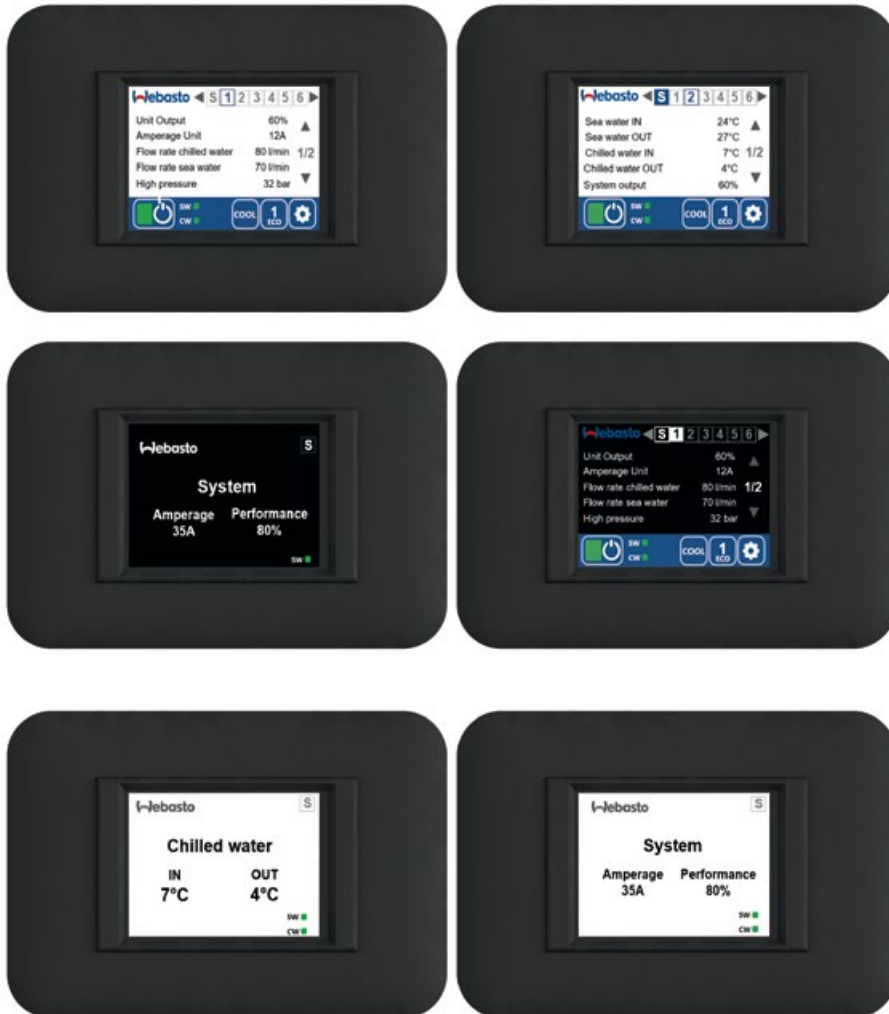 Webasto S 1 2 3 4 5 6
Unit Output 60%
Amperage Unit 12A
Flow rate chilled water 80 l/min 1/2
Flow rate sea water 70 l/min
High pressure 32 bar
SW
CW
COOL 1 ECO
Webasto S 1 2 3 4 5 6
Sea water IN 24°C
Sea water OUT 27°C
Chilled water IN 7°C 1/2
Chilled water OUT 4°C
System output 60%
SW
CW
COOL 1 ECO
Webasto S
System
Amperage Performance
35A 80%
SW
Webasto S 1 2 3 4 5 6
Unit Output 60%
Amperage Unit 12A
Flow rate chilled water 80 l/min 1/2
Flow rate sea water 70 l/min
High pressure 32 bar
SW
CW
COOL 1 ECO
Webasto S
Chilled water
IN OUT
7°C 4°C
SW
CW
Webasto S
System
Amperage Performance
35A 80%
SW
CW